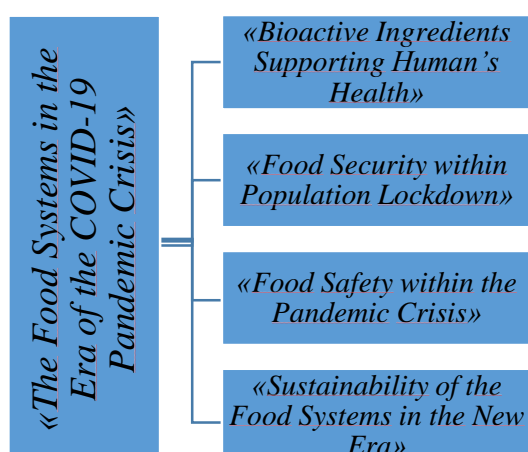 «The Food Systems in the
Era of the COVID-19
Pandemic Crisis»
«Bioactive Ingredients
Supporting Human’s
Health»
«Food Security within
Population Lockdown»
«Food Safety within the
Pandemic Crisis»
«Sustainability of the
Food Systems in the New
Era»